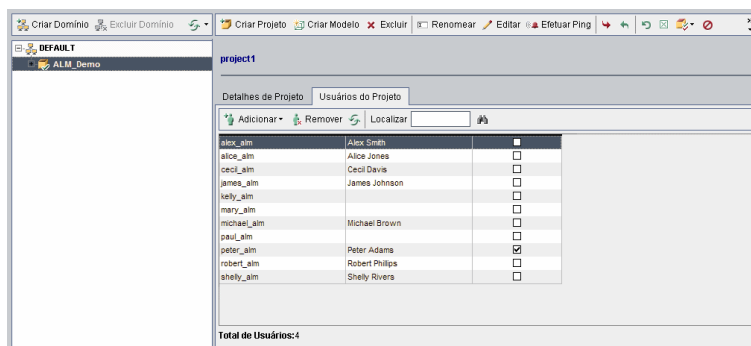 Criar Domínio Excluir Domínio Criar Projeto Criar Modelo Excluir Renomear Editar Efetuar Ping
DEFAULT
ALM_Demo
project1
Detalhes de Projeto Usuários do Projeto
Adicionar Remover Localizar
alex_alm Alex Smith
alice_alm Alice Jones
cecil_alm Cecil Davis
james_alm James Johnson
kelly_alm
mary_alm
michael_alm Michael Brown
paul_alm
peter_alm Peter Adams
robert_alm Robert Phillips
shelly_alm Shelly Rivers
Total de Usuários:4